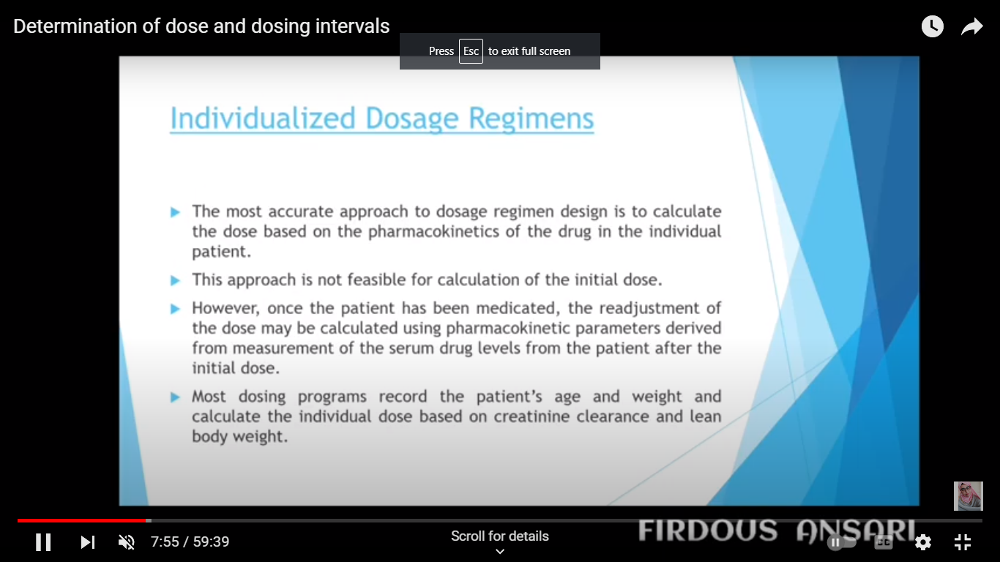 Determination of dose and dosing intervals
Press Esc to exit full screen
Individualized Dosage Regimens
The most accurate approach to dosage regimen design is to calculate
the dose based on the pharmacokinetics of the drug in the individual
patient.
This approach is not feasible for calculation of the initial dose.
However, once the patient has been medicated, the readjustment of
the dose may be calculated using pharmacokinetic parameters derived
from measurement of the serum drug levels from the patient after the
initial dose.
Most dosing programs record the patient's age and weight and
calculate the individual dose based on creatinine clearance and lean
body weight.
FIRDOUS ANSARI
7:55 / 59:39
Scroll for details
CC